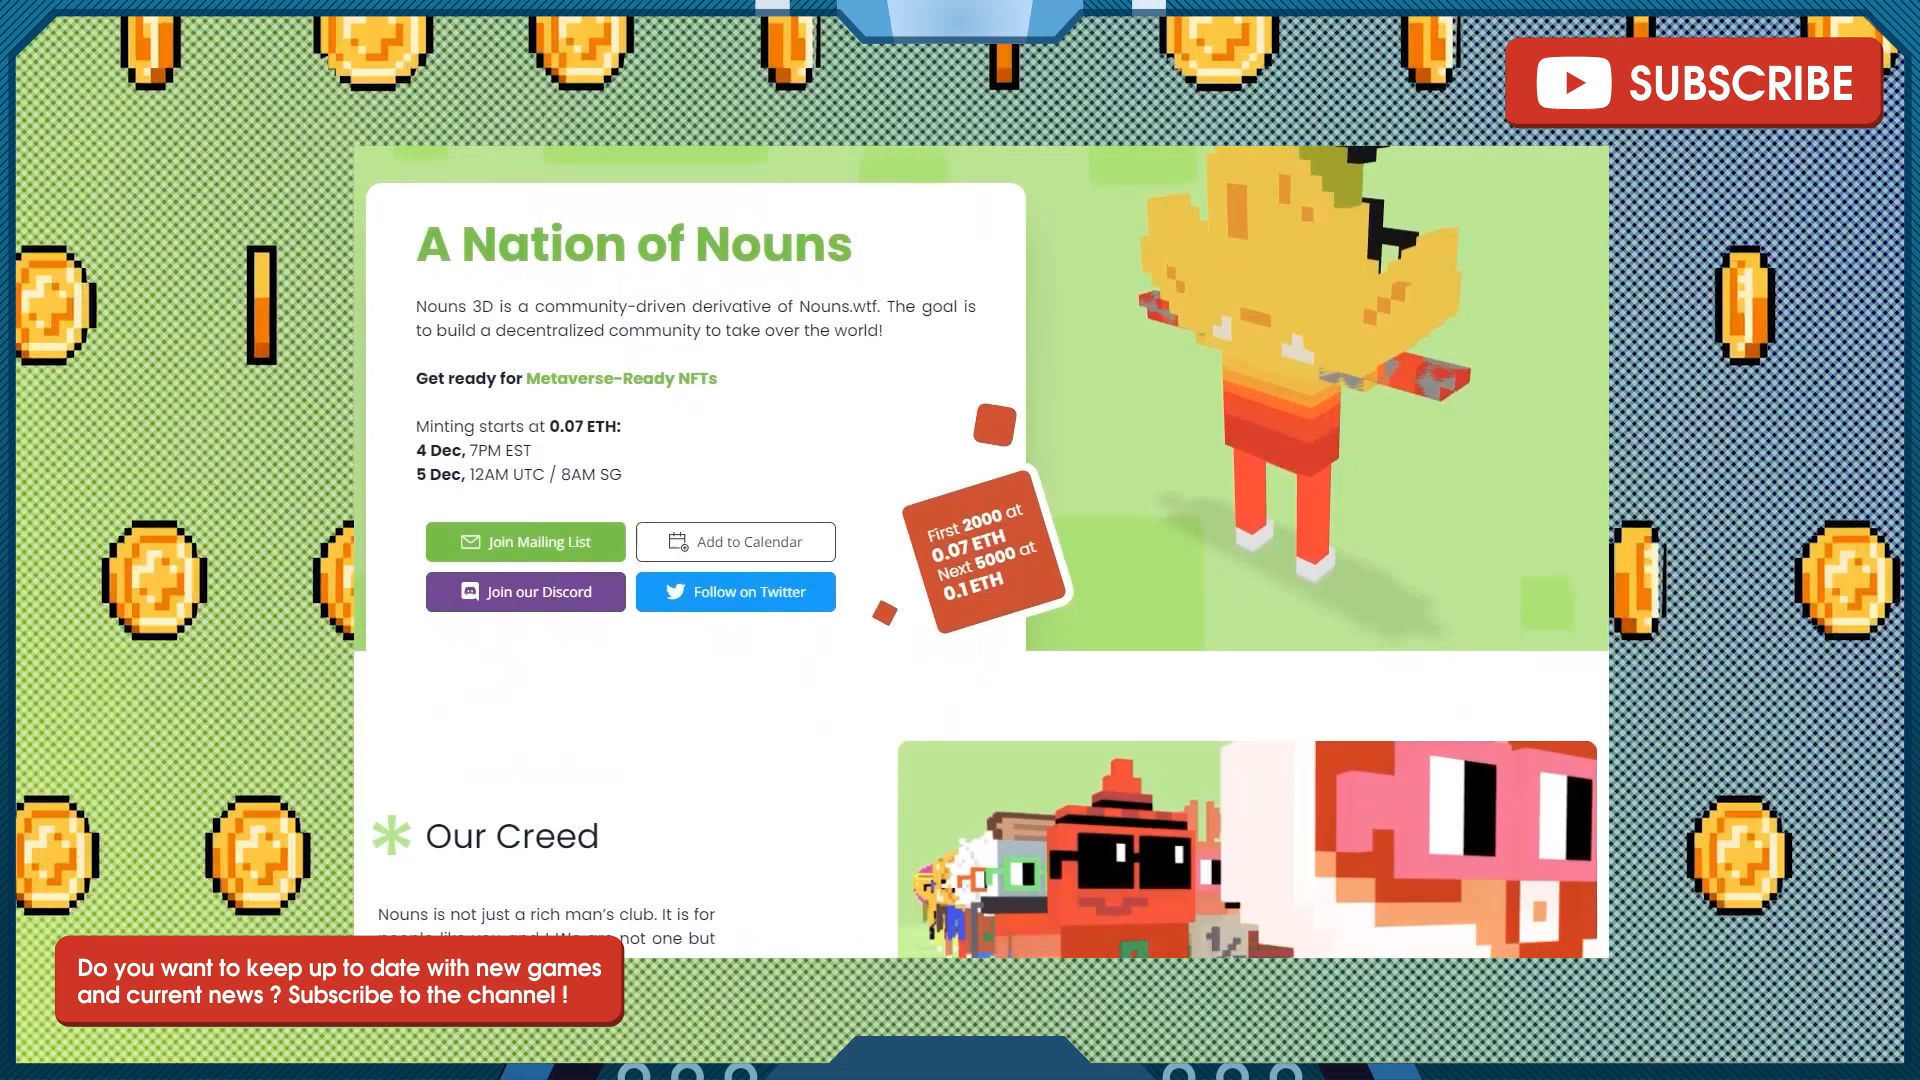 SUBSCRIBE
A Nation of Nouns
Nouns 3D is a community-driven derivative of Nouns.wtf. The goal is
to build a decentralized community to take over the world!
Get ready for Metaverse-Ready NFTs
Minting starts at 0.07 ETH:
4 Dec, 7PM EST
5 Dec, 12AM UTC / 8AM SG
Join Mailing List
Add to Calendar
Join our Discord
Follow on Twitter
First 2000 at
0.07 ETH
Next 5000 at
0.1 ETH
Our Creed
Nouns is not just a rich man's club. It is for
not one but
Do you want to keep up to date with new games
and current news ? Subscribe to the channel !